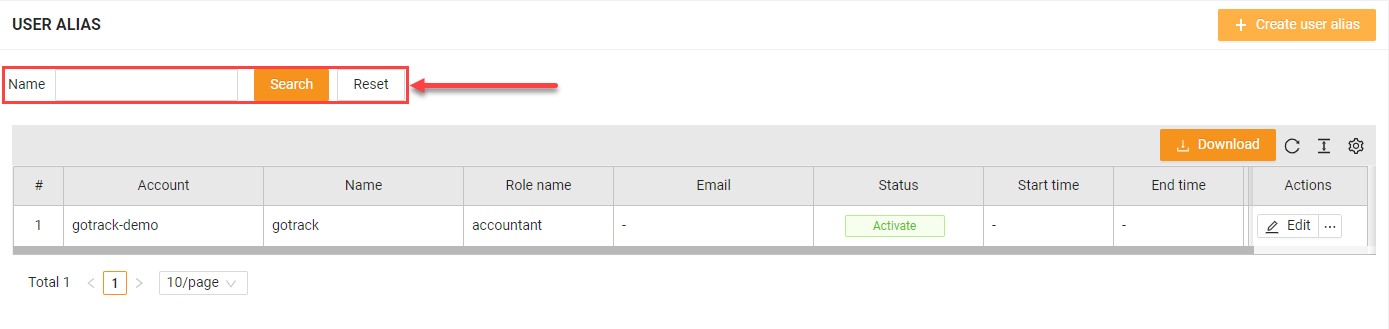 USER ALIAS
+ Create user alias
Name Search Reset
Download
# Account Name Role name Email Status Start time End time Actions
1 gotrack-demo gotrack accountant - Activate - - Edit ...
Total 1 < 1 > 10/page